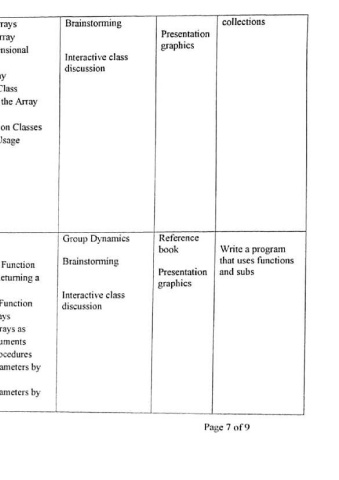 rays
rray
nsional
y
Class
the Array
on Classes
Usage
Brainstorming
Interactive class
discussion
Presentation
graphics
collections
Function
eturning a
Function
ays
rays as
uments
ocedures
ameters by
ameters by
Group Dynamics
Brainstorming
Interactive class
discussion
Reference
book
Presentation
graphics
Write a program
that uses functions
and subs
Page 7 of 9